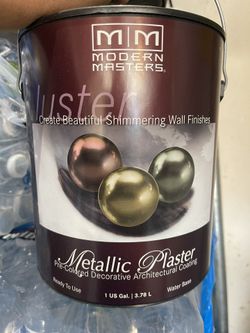 M|M
MODERN
MASTERS®
luster
Create Beautiful Shimmering Wall Finishes
Metallic Plaster
Pre-Colored Decorative Architectural Coating
Ready To Use
Water Base
1 US Gal. | 3.78 L